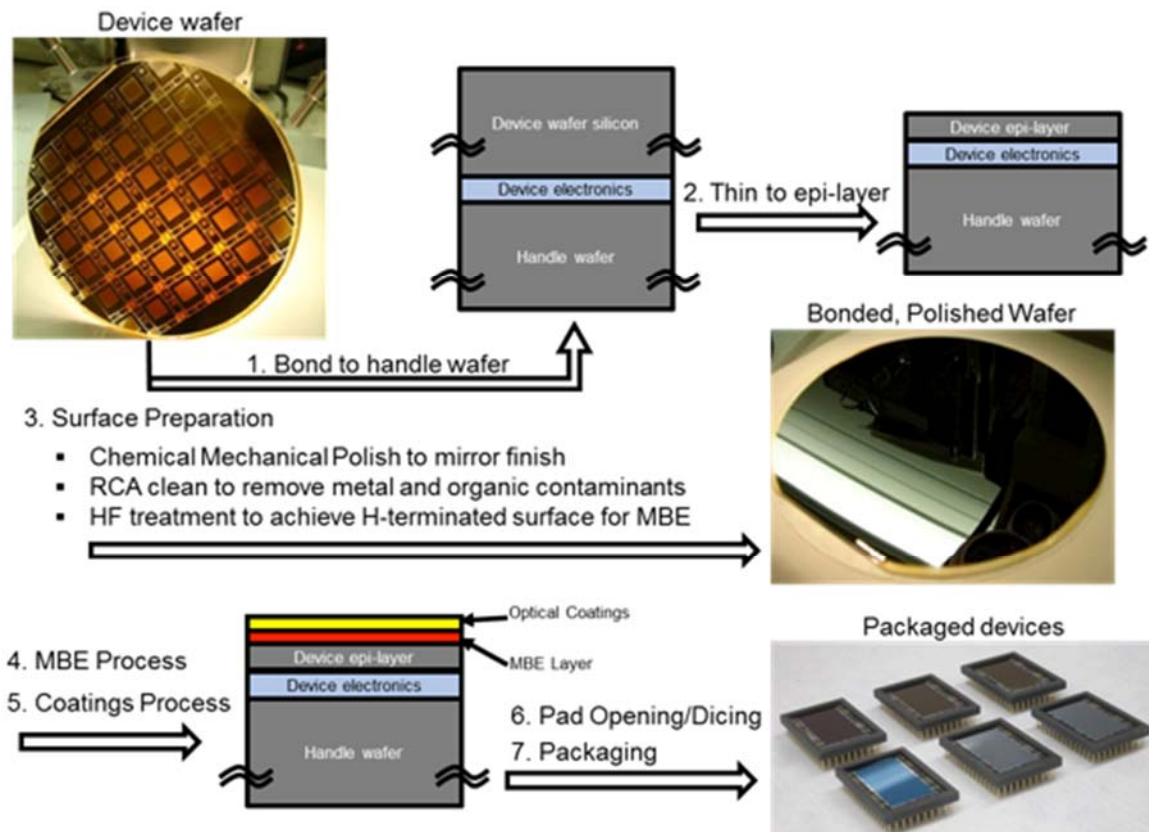 Device wafer
Device wafer silicon
Device electronics
Handle wafer
2. Thin to epi-layer
Device epi-layer
Device electronics
Handle wafer
1. Bond to handle wafer
Bonded, Polished Wafer
3. Surface Preparation
▪ Chemical Mechanical Polish to mirror finish
▪ RCA clean to remove metal and organic contaminants
▪ HF treatment to achieve H-terminated surface for MBE
4. MBE Process
5. Coatings Process
Optical Coatings
MBE Layer
Device epi-layer
Device electronics
Handle wafer
6. Pad Opening/Dicing
7. Packaging
Packaged devices